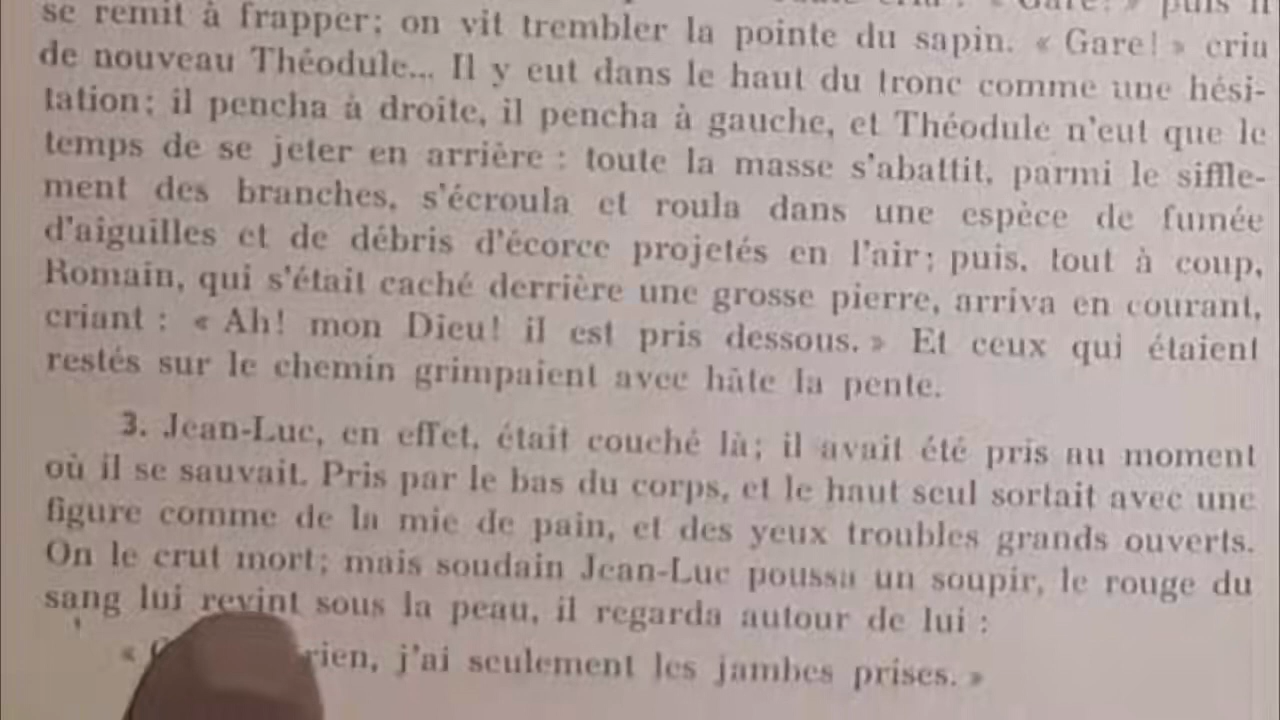 se remit à frapper; on vit trembler la pointe du sapin. « Gare! » cria
de nouveau Théodule... Il y eut dans le haut du tronc comme une hési-
tation; il pencha à droite, il pencha à gauche, et Théodule n'eut que le
temps de se jeter en arrière : toute la masse s'abattit, parmi le siffle-
ment des branches, s'écroula et roula dans une espèce de fumée
d'aiguilles et de débris d'écorce projetés en l'air; puis, tout à coup,
Romain, qui s'était caché derrière une grosse pierre, arriva en courant,
criant : « Ah! mon Dieu! il est pris dessous. » Et ceux qui étaient
restés sur le chemin grimpaient avec hâte la pente.
3. Jean-Luc, en effet, était couché là; il avait été pris au moment
où il se sauvait. Pris par le bas du corps, et le haut seul sortait avec une
figure comme de la mie de pain, et des yeux troubles grands ouverts.
On le crut mort; mais soudain Jean-Luc poussa un soupir, le rouge du
sang lui revint sous la peau, il regarda autour de lui :
« rien, j'ai seulement les jambes prises. »